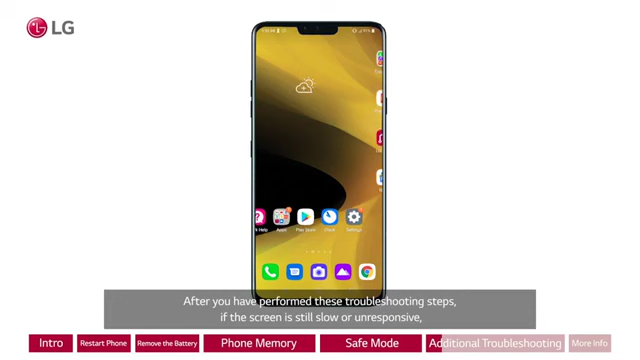 LG
Apps
Play Store
Clock
Settings
After you have performed these troubleshooting steps,
if the screen is still slow or unresponsive,
Intro
Restart Phone
Remove the Battery
Phone Memory
Safe Mode
Additional Troubleshooting
More Info